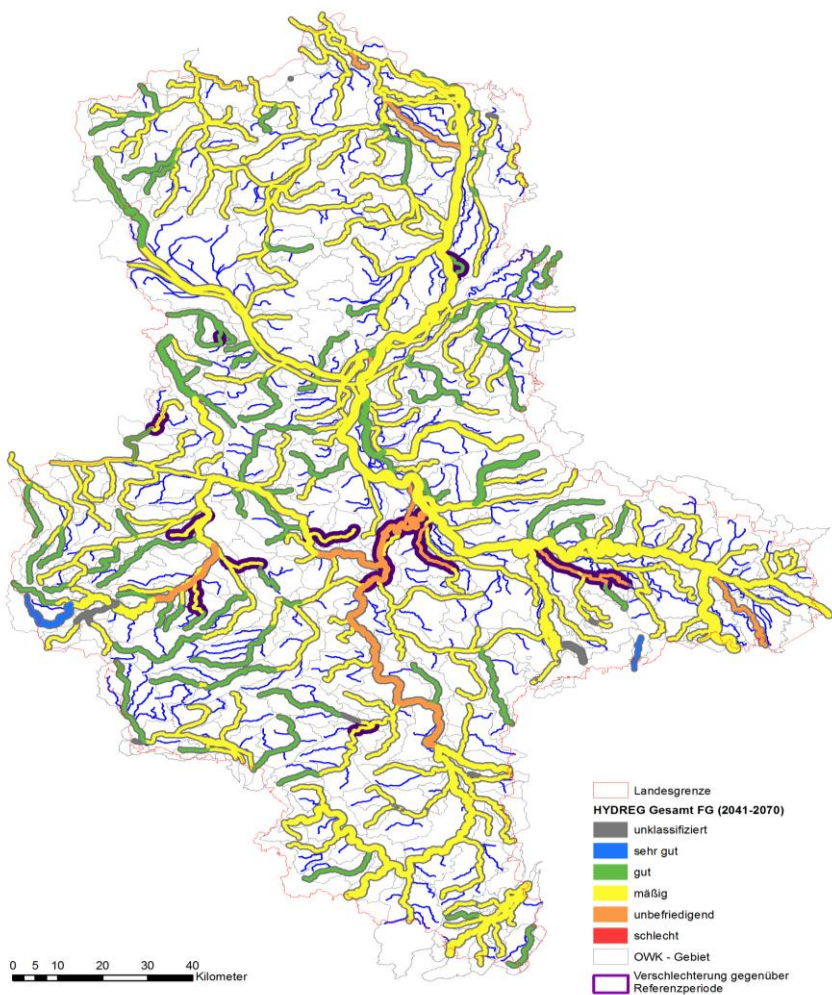 Landesgrenze
HYDREG Gesamt FG (2041-2070)
unklassifiziert
sehr gut
gut
mäßig
unbefriedigend
schlecht
OWK - Gebiet
Verschlechterung gegenüber
Referenzperiode
0 5 10 20 30 40
Kilometer